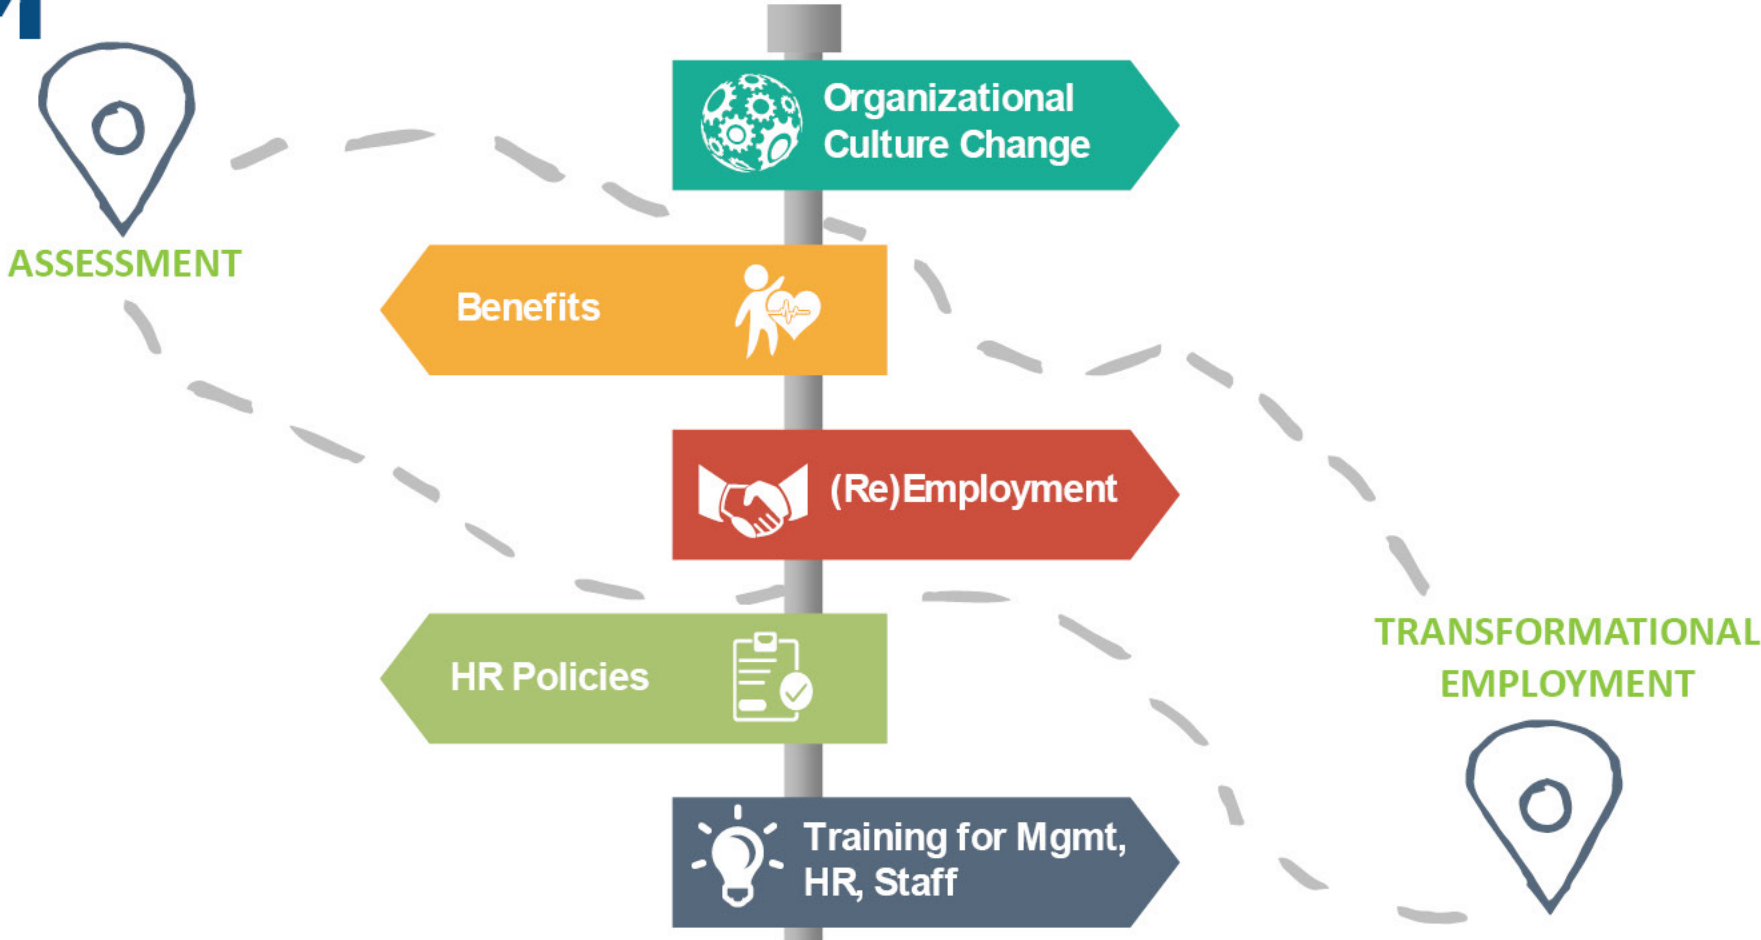 ASSESSMENT
Organizational
Culture Change
Benefits
(Re)Employment
HR Policies
Training for Mgmt,
HR, Staff
TRANSFORMATIONAL
EMPLOYMENT